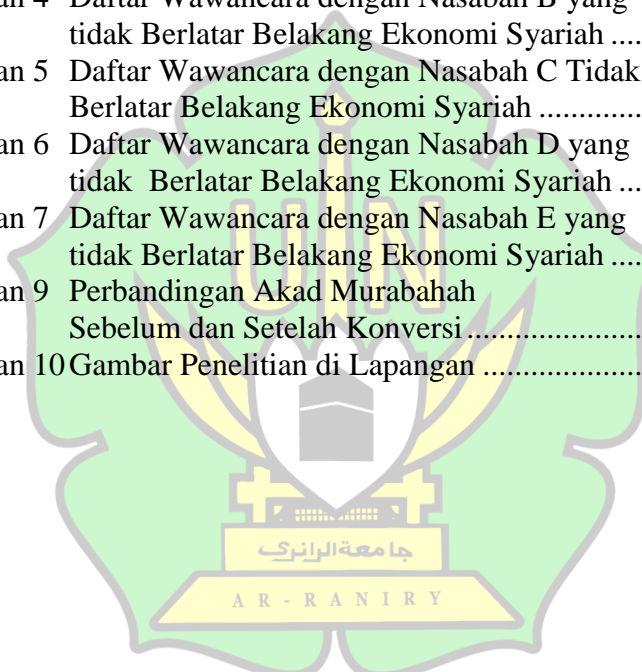 an 4 Daftar Wawancara dengan Nasabah B yang
tidak Berlatar Belakang Ekonomi Syariah ....
an 5 Daftar Wawancara dengan Nasabah C Tidak
Berlatar Belakang Ekonomi Syariah .............
an 6 Daftar Wawancara dengan Nasabah D yang
tidak Berlatar Belakang Ekonomi Syariah ...
an 7 Daftar Wawancara dengan Nasabah E yang
tidak Berlatar Belakang Ekonomi Syariah ....
an 9 Perbandingan Akad Murabahah
Sebelum dan Setelah Konversi ......................
an 10 Gambar Penelitian di Lapangan ....................
UIN
جامعةالرانري
AR-RANIRY